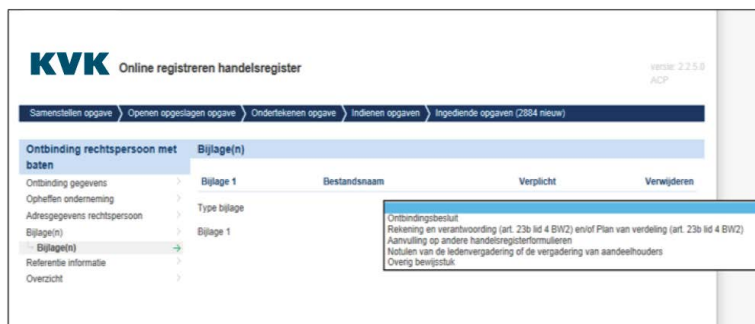 KVK Online registreren handelsregister
versie: 2.2.5.0
ACP
Samenstellen opgave
Openen opgeslagen opgave
Ondertekenen opgave
Indienen opgaven
Ingediende opgaven (2884 nieuw)
Ontbinding rechtspersoon met
baten
Ontbinding gegevens
Opheffen onderneming
Adresgegevens rechtspersoon
Bijlage(n)
Bijlage(n)
Referentie informatie
Overzicht
Bijlage(n)
Bijlage 1 Bestandsnaam Verplicht Verwijderen
Type bijlage
Bijlage 1
Ontbindingsbesluit
Rekening en verantwoording (art. 23b lid 4 BW2) en/of Plan van verdeling (art. 23b lid 4 BW2)
Aanvulling op andere handelsregisterformulieren
Notulen van de ledenvergadering of de vergadering van aandeelhouders
Overig bewijsstuk